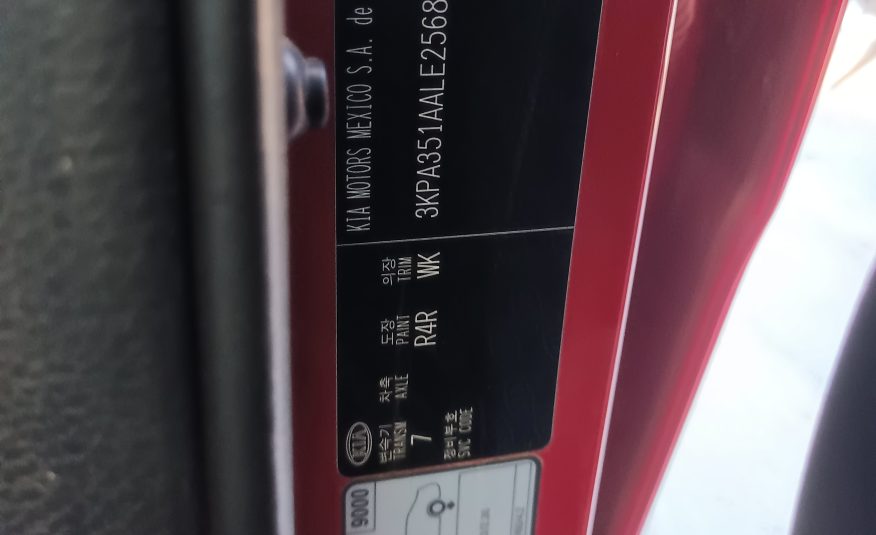 KIA MOTORS MEXICO S.A. de
3KPA351AALE2568
KIA
변속기 차축 도장 의장
TRANSM AXLE PAINT TRIM
7 R4R WK
정비부호
SVC CODE
9000